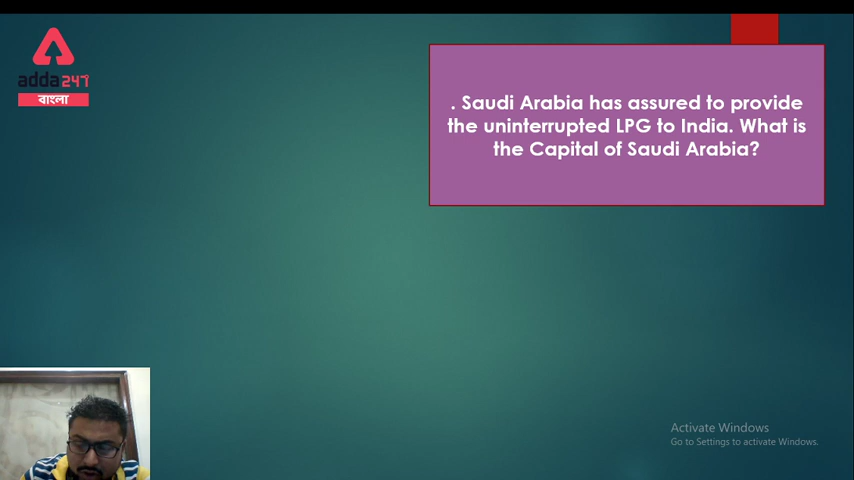 adda247
বাংলা
. Saudi Arabia has assured to provide
the uninterrupted LPG to India. What is
the Capital of Saudi Arabia?
Activate Windows
Go to Settings to activate Windows.